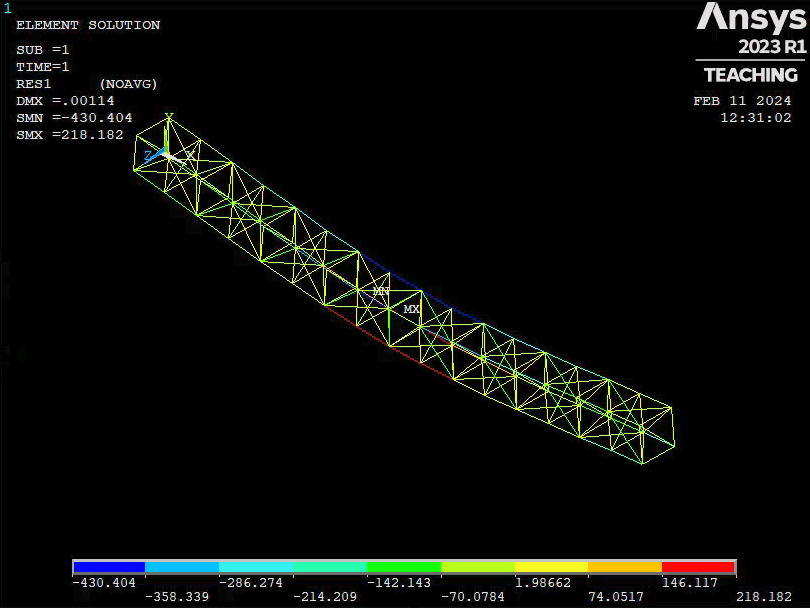 1
ELEMENT SOLUTION
SUB =1
TIME=1
RES1 (NOAVG)
DMX =.00114
SMN =-430.404
SMX =218.182
Ansys
2023 R1
TEACHING
FEB 11 2024
12:31:02
Y
Z X
MN
MX
-430.404 -286.274 -142.143 1.98662 146.117
-358.339 -214.209 -70.0784 74.0517 218.182